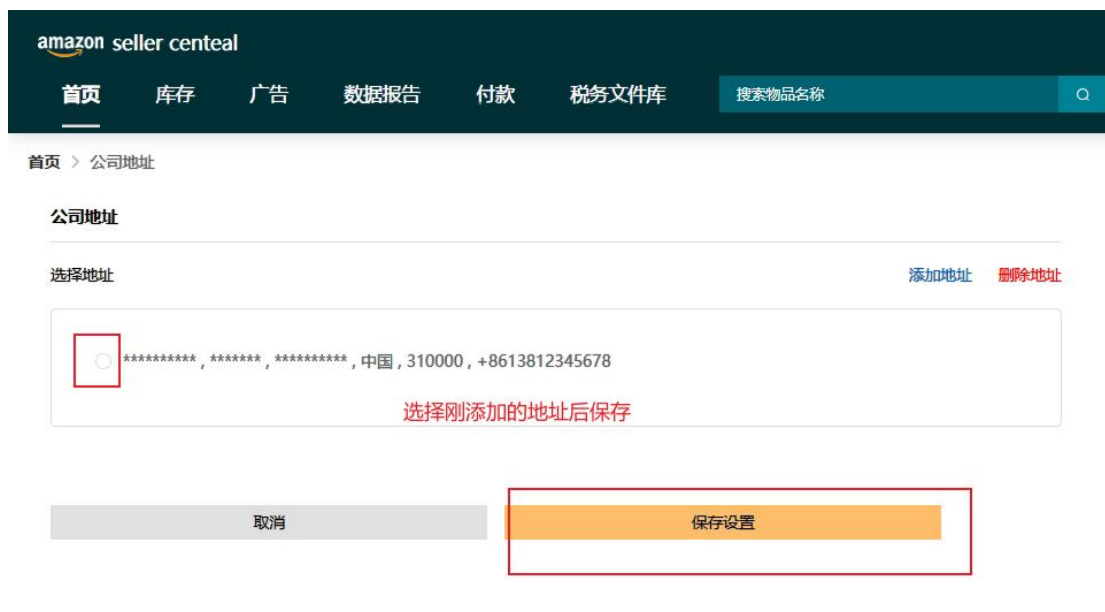 amazon seller centeal
首页 库存 广告 数据报告 付款 税务文件库 搜索物品名称
首页 > 公司地址
公司地址
选择地址 添加地址 删除地址
********** , ******* , ********** , 中国 , 310000 , +8613812345678
选择刚添加的地址后保存
取消 保存设置